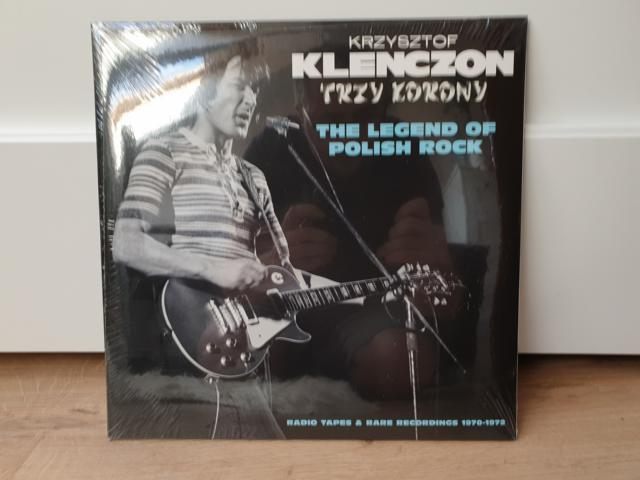 KRZYSZTOF
KLENCZON
TRZY KORONY
THE LEGEND OF
POLISH ROCK
RADIO TAPES & RARE RECORDINGS 1970-1972